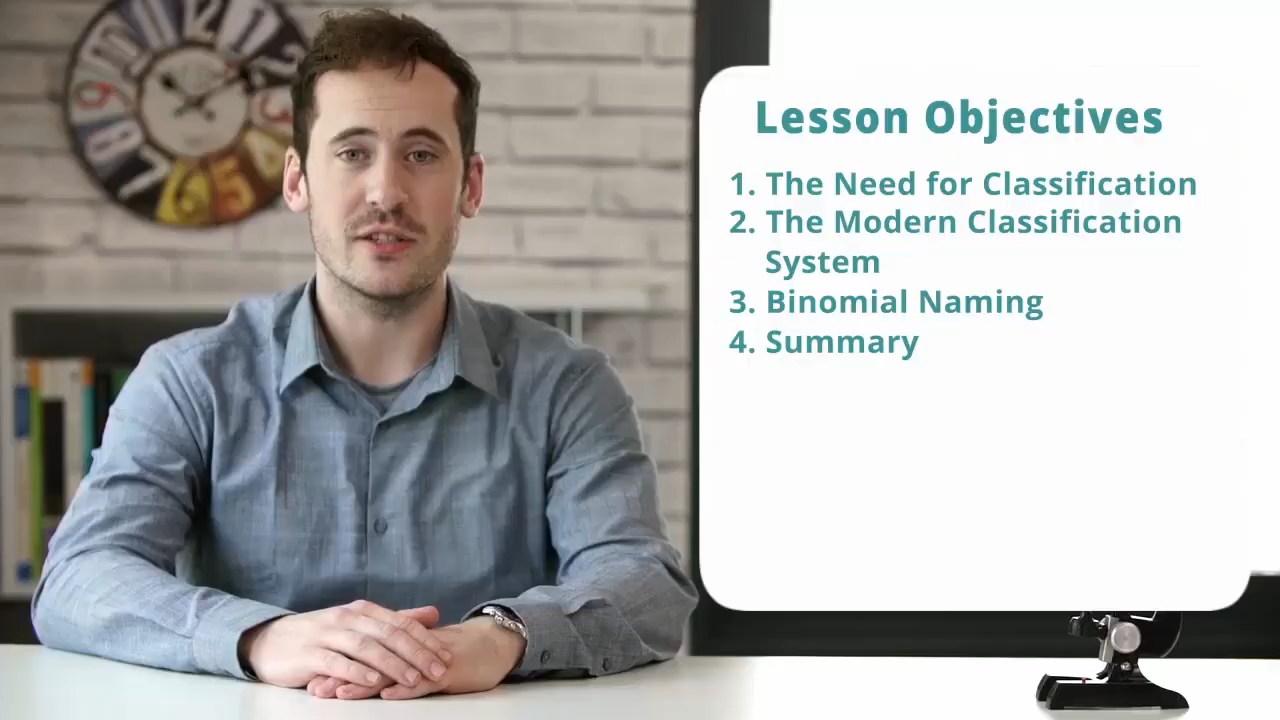 Lesson Objectives
1. The Need for Classification
2. The Modern Classification
System
3. Binomial Naming
4. Summary